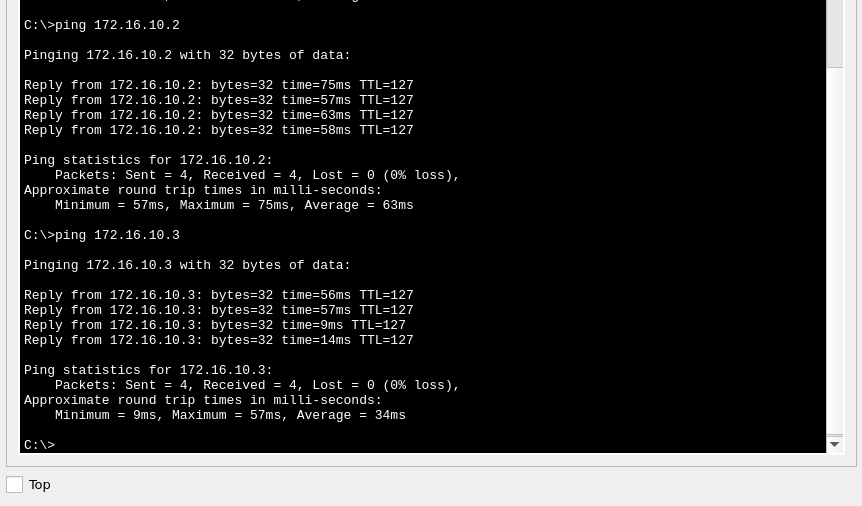 C:\>ping 172.16.10.2
Pinging 172.16.10.2 with 32 bytes of data:
Reply from 172.16.10.2: bytes=32 time=75ms TTL=127
Reply from 172.16.10.2: bytes=32 time=57ms TTL=127
Reply from 172.16.10.2: bytes=32 time=63ms TTL=127
Reply from 172.16.10.2: bytes=32 time=58ms TTL=127
Ping statistics for 172.16.10.2:
    Packets: Sent = 4, Received = 4, Lost = 0 (0% loss),
Approximate round trip times in milli-seconds:
    Minimum = 57ms, Maximum = 75ms, Average = 63ms
C:\>ping 172.16.10.3
Pinging 172.16.10.3 with 32 bytes of data:
Reply from 172.16.10.3: bytes=32 time=56ms TTL=127
Reply from 172.16.10.3: bytes=32 time=57ms TTL=127
Reply from 172.16.10.3: bytes=32 time=9ms TTL=127
Reply from 172.16.10.3: bytes=32 time=14ms TTL=127
Ping statistics for 172.16.10.3:
    Packets: Sent = 4, Received = 4, Lost = 0 (0% loss),
Approximate round trip times in milli-seconds:
    Minimum = 9ms, Maximum = 57ms, Average = 34ms
C:\>
Top